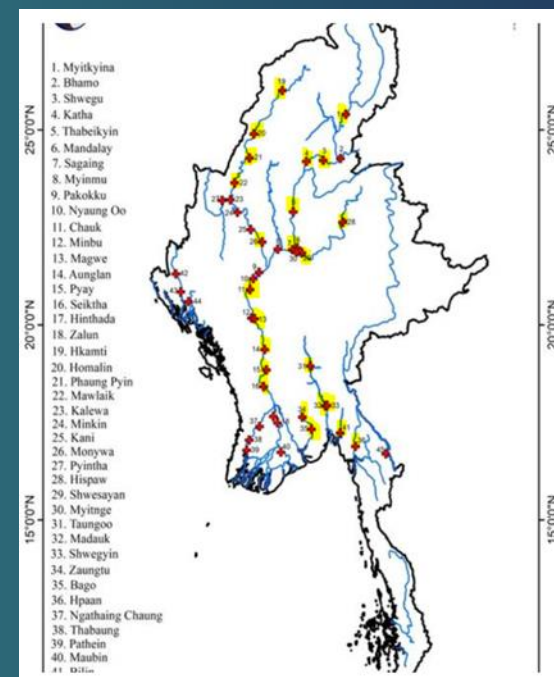 1. Myitkyina
2. Bhamo
3. Shwegu
4. Katha
5. Thabeikyin
6. Mandalay
7. Sagaing
8. Myinmu
9. Pakokku
10. Nyaung Oo
11. Chauk
12. Minbu
13. Magwe
14. Aunglan
15. Pyay
16. Seiktha
17. Hinthada
18. Zalun
19. Hkamti
20. Homalin
21. Phaung Pyin
22. Mawlaik
23. Kalewa
24. Minkin
25. Kani
26. Monywa
27. Pyintha
28. Hispaw
29. Shwesayan
30. Myitnge
31. Taungoo
32. Madauk
33. Shwegyin
34. Zaungtu
35. Bago
36. Hpaan
37. Ngathaing Chaung
38. Thabaung
39. Pathein
40. Maubin
41. Bilin
25°0'0"N
20°0'0"N
15°0'0"N
25°0'0"N
20°0'0"N
15°0'0"N